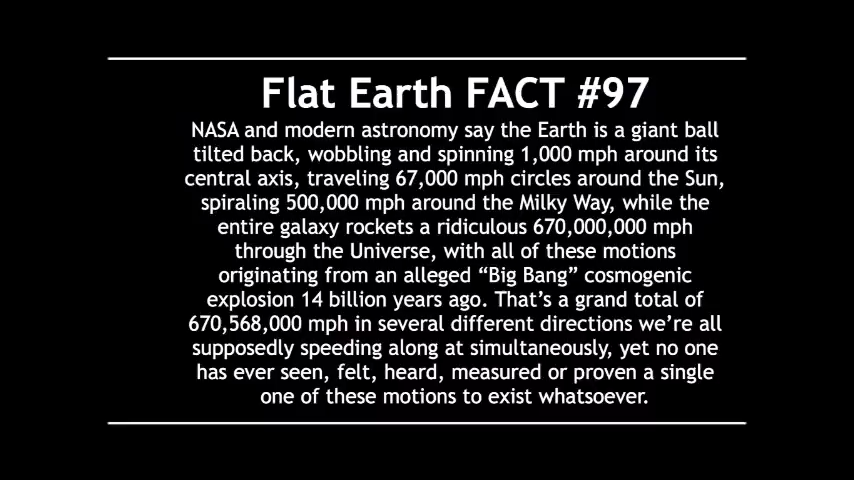 Flat Earth FACT #97
NASA and modern astronomy say the Earth is a giant ball
tilted back, wobbling and spinning 1,000 mph around its
central axis, traveling 67,000 mph circles around the Sun,
spiraling 500,000 mph around the Milky Way, while the
entire galaxy rockets a ridiculous 670,000,000 mph
through the Universe, with all of these motions
originating from an alleged “Big Bang” cosmogenic
explosion 14 billion years ago. That’s a grand total of
670,568,000 mph in several different directions we’re all
supposedly speeding along at simultaneously, yet no one
has ever seen, felt, heard, measured or proven a single
one of these motions to exist whatsoever.